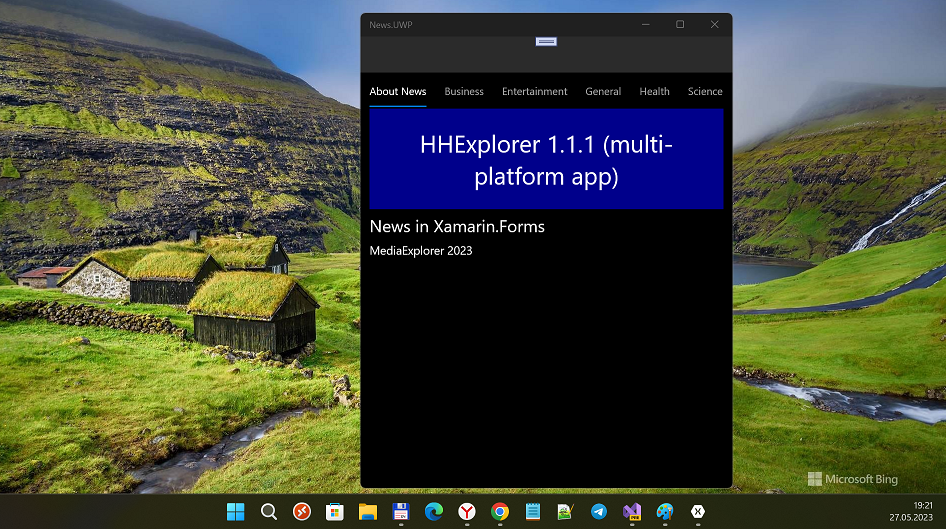 News.UWP
About News Business Entertainment General Health Science
HHExplorer 1.1.1 (multi-
platform app)
News in Xamarin.Forms
MediaExplorer 2023
Microsoft Bing
19:21
27.05.2023